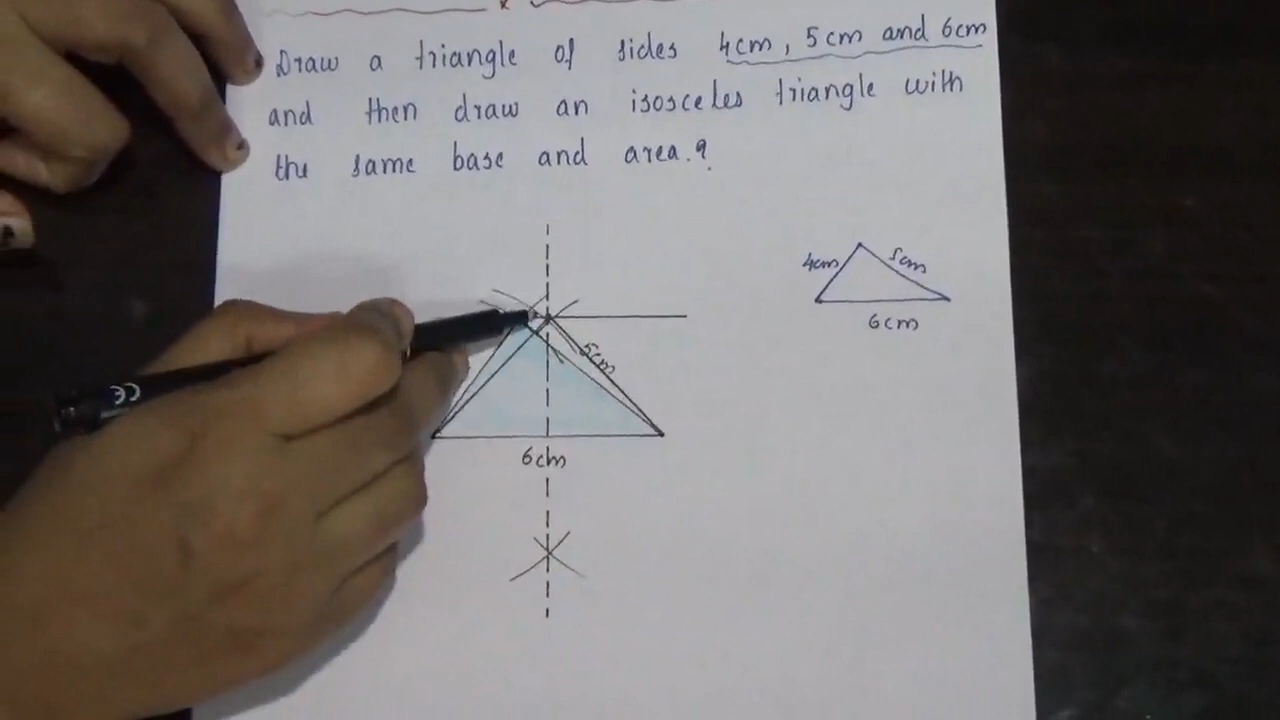 Draw a triangle of sides 4cm, 5cm and 6cm
and then draw an isosceles triangle with
the same base and area.?
4cm
5cm
6cm
5cm
6cm
CE